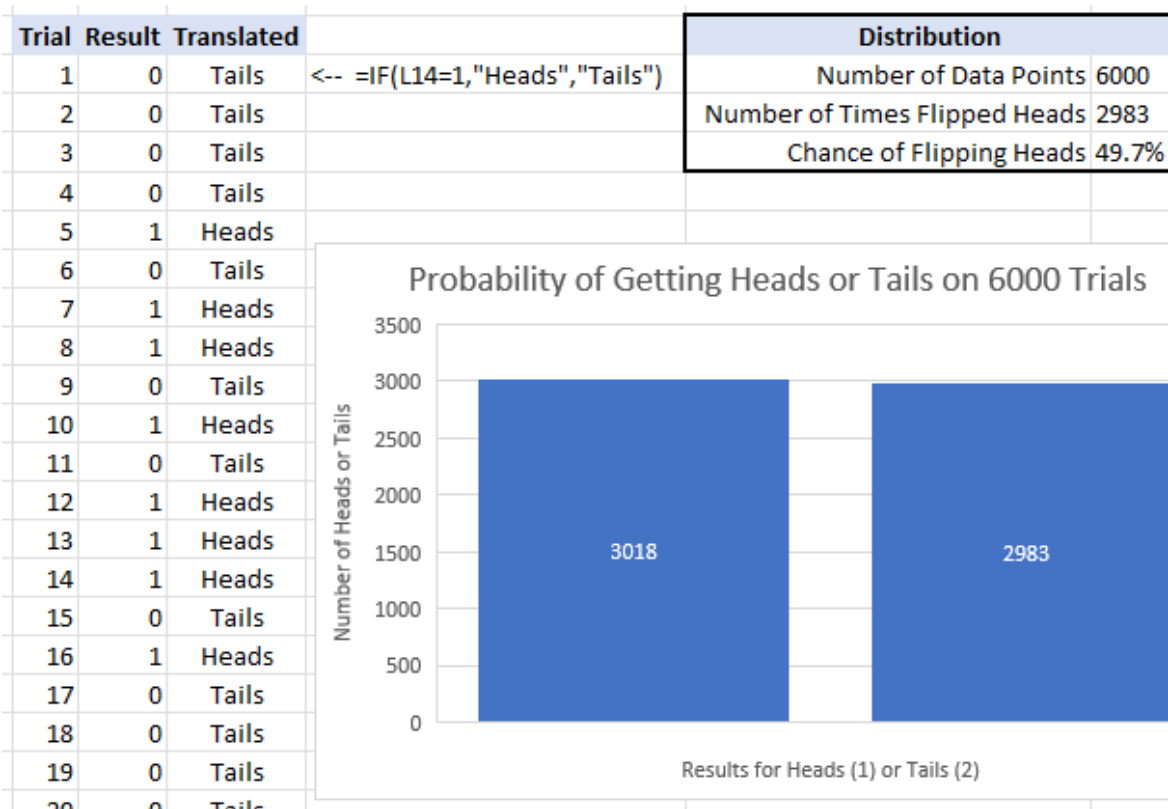 Trial Result Translated
1 0 Tails <-- =IF(L14=1,"Heads","Tails")
2 0 Tails
3 0 Tails
4 0 Tails
5 1 Heads
6 0 Tails
7 1 Heads
8 1 Heads
9 0 Tails
10 1 Heads
11 0 Tails
12 1 Heads
13 1 Heads
14 1 Heads
15 0 Tails
16 1 Heads
17 0 Tails
18 0 Tails
19 0 Tails
20 0 Tails
Distribution
Number of Data Points 6000
Number of Times Flipped Heads 2983
Chance of Flipping Heads 49.7%
Probability of Getting Heads or Tails on 6000 Trials
Number of Heads or Tails
3500
3000
2500
2000
1500
1000
500
0
3018
2983
Results for Heads (1) or Tails (2)